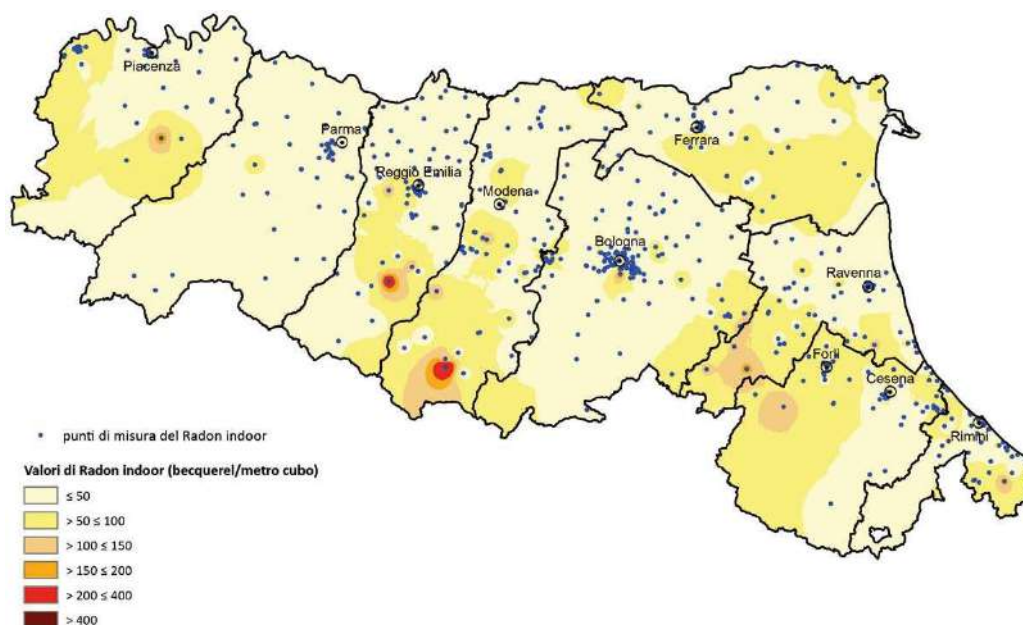 Piacenza
Parma
Reggio Emilia
Modena
Ferrara
Bologna
Ravenna
Forlì
Cesena
Rimini
punti di misura del Radon indoor
Valori di Radon indoor (becquerel/metro cubo)
≤ 50
> 50 ≤ 100
> 100 ≤ 150
> 150 ≤ 200
> 200 ≤ 400
> 400